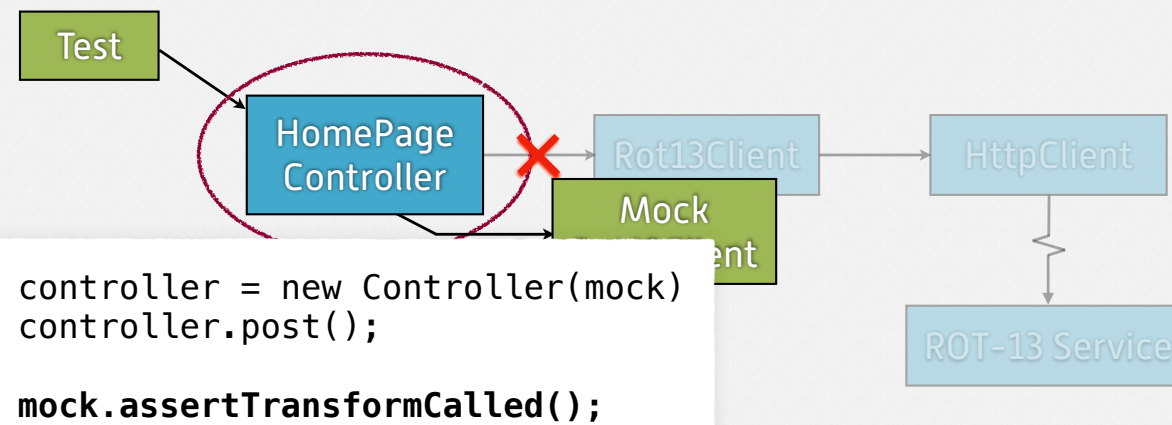 Test
HomePage
Controller
Rot13Client
HttpClient
Mock
ent
ROT-13 Service
controller = new Controller(mock)
controller.post();
mock.assertTransformCalled();